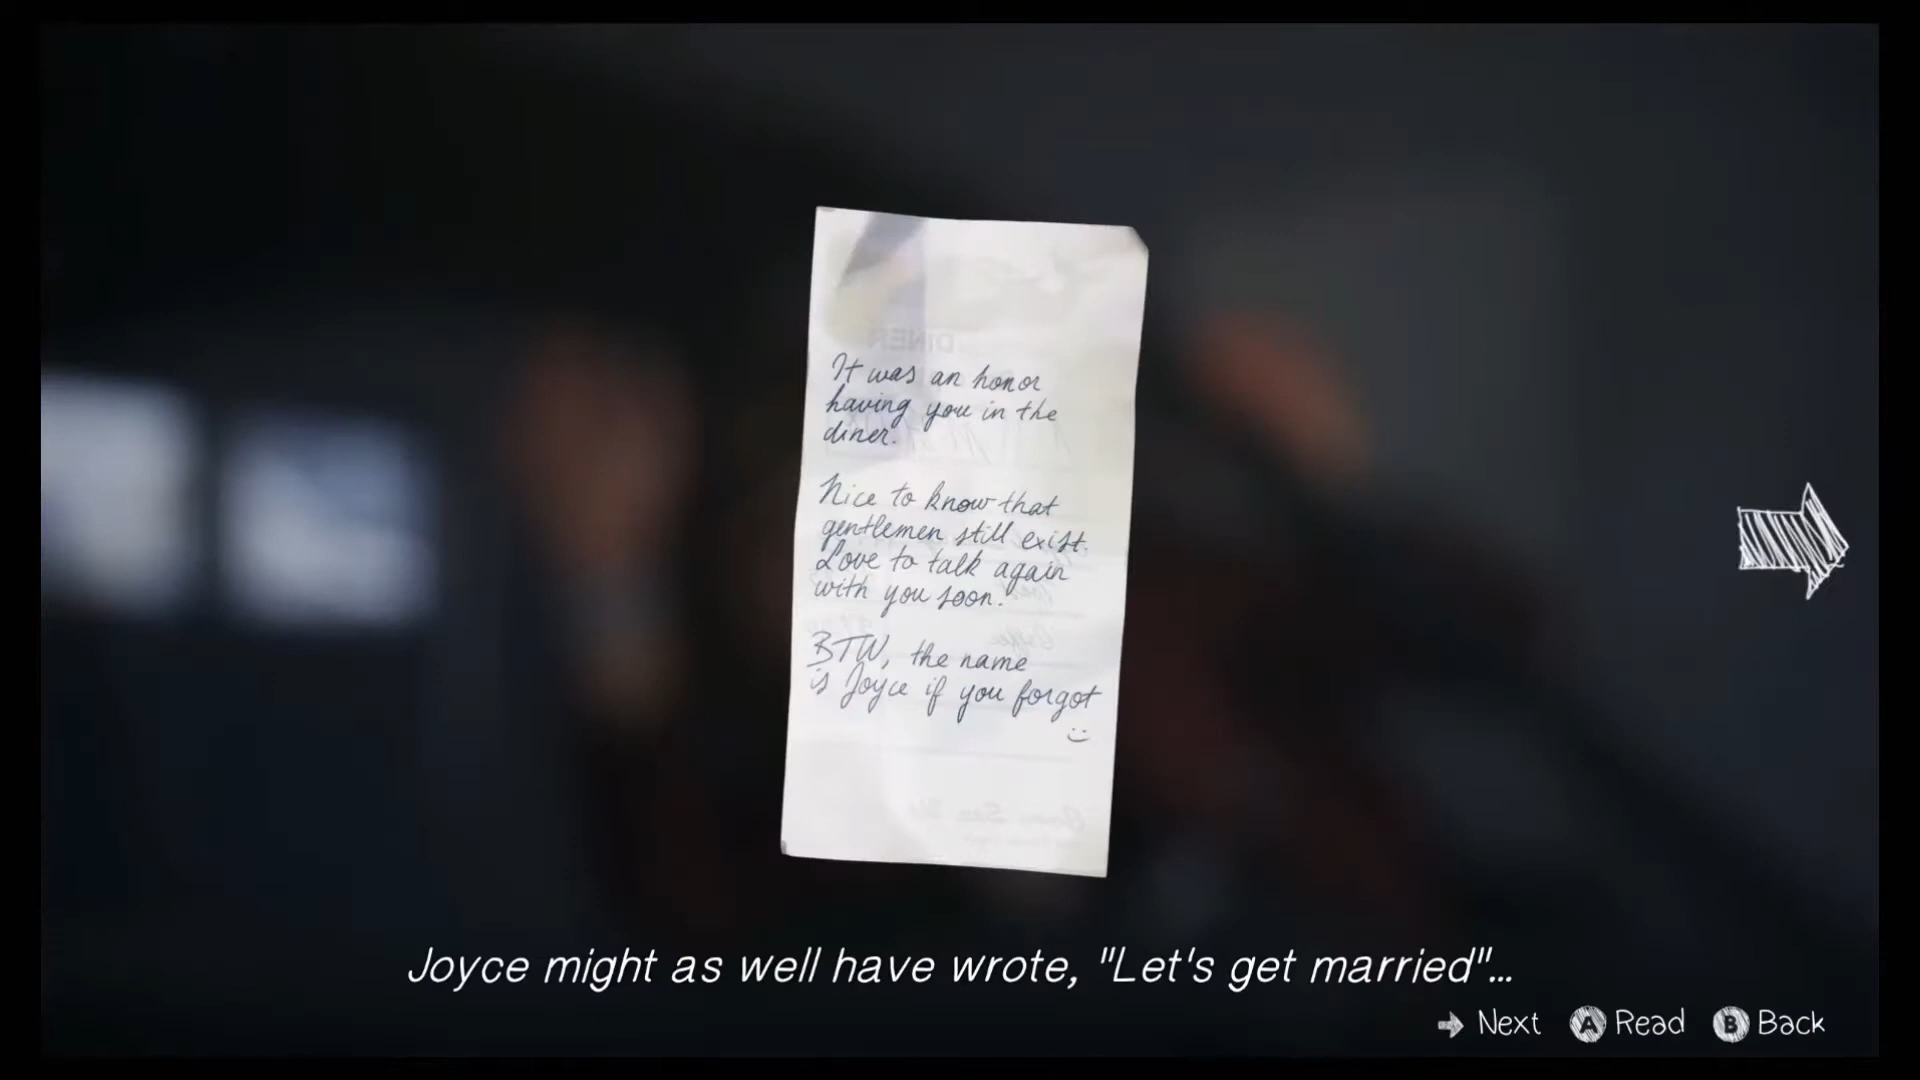 DINER
It was an honor
having you in the
diner.
Nice to know that
gentlemen still exist.
Love to talk again
with you soon.
BTW, the name
is Joyce if you forgot
:)
Joyce might as well have wrote, "Let's get married"...
Next A Read B Back